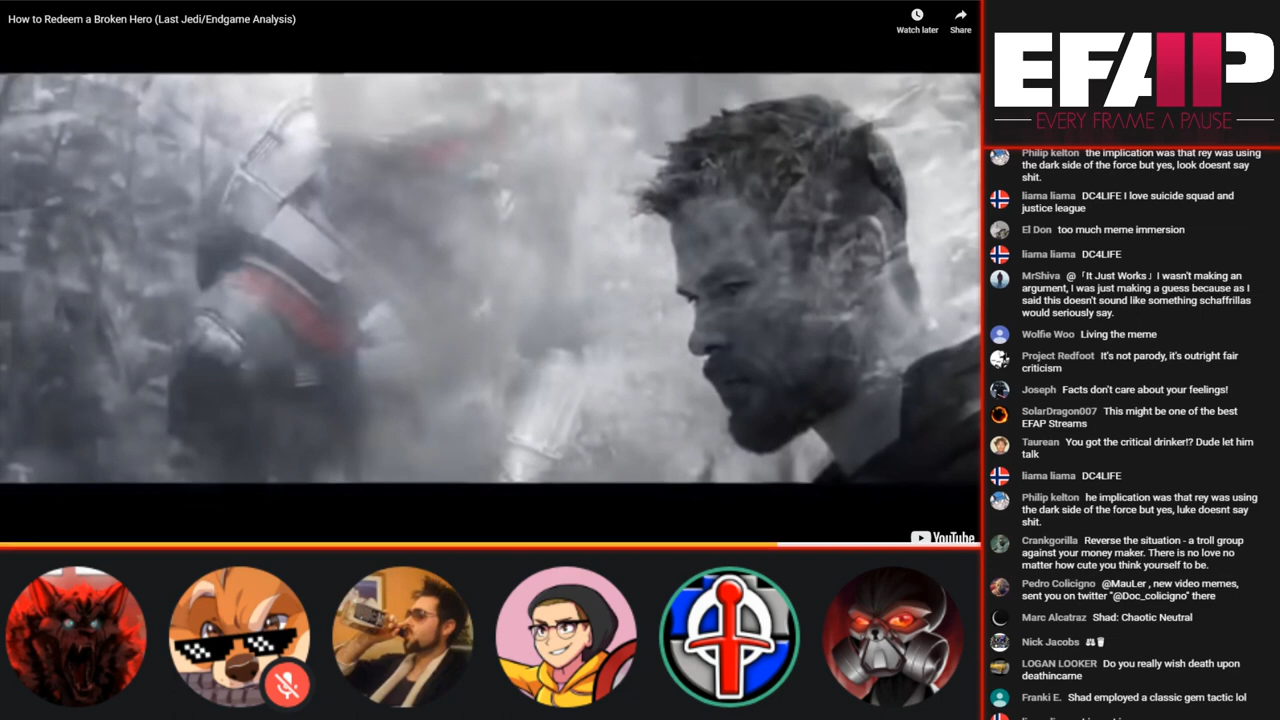 How to Redeem a Broken Hero (Last Jedi/Endgame Analysis)
Watch later
Share
YouTube
EFAP
EVERY FRAME A PAUSE
Philip kelton the implication was that rey was using
the dark side of the force but yes, look doesnt say
shit.
liama liama DC4LIFE I love suicide squad and
justice league
El Don too much meme immersion
liama liama DC4LIFE
MrShiva @「It Just Works」I wasn't making an
argument, I was just making a guess because as I
said this doesn't sound like something schaffrillas
would seriously say.
Wolfie Woo Living the meme
Project Redfoot It's not parody, it's outright fair
criticism
Joseph Facts don't care about your feelings!
SolarDragon007 This might be one of the best
EFAP Streams
Taurean You got the critical drinker!? Dude let him
talk
liama liama DC4LIFE
Philip kelton he implication was that rey was using
the dark side of the force but yes, luke doesnt say
shit.
Crankgorilla Reverse the situation - a troll group
against your money maker. There is no love no
matter how cute you think yourself to be.
Pedro Colicigno @MauLer , new video memes,
sent you on twitter "@Doc_colicigno" there
Marc Alcatraz Shad: Chaotic Neutral
Nick Jacobs
LOGAN LOOKER Do you really wish death upon
deathincarne
Franki E. Shad employed a classic gem tactic lol